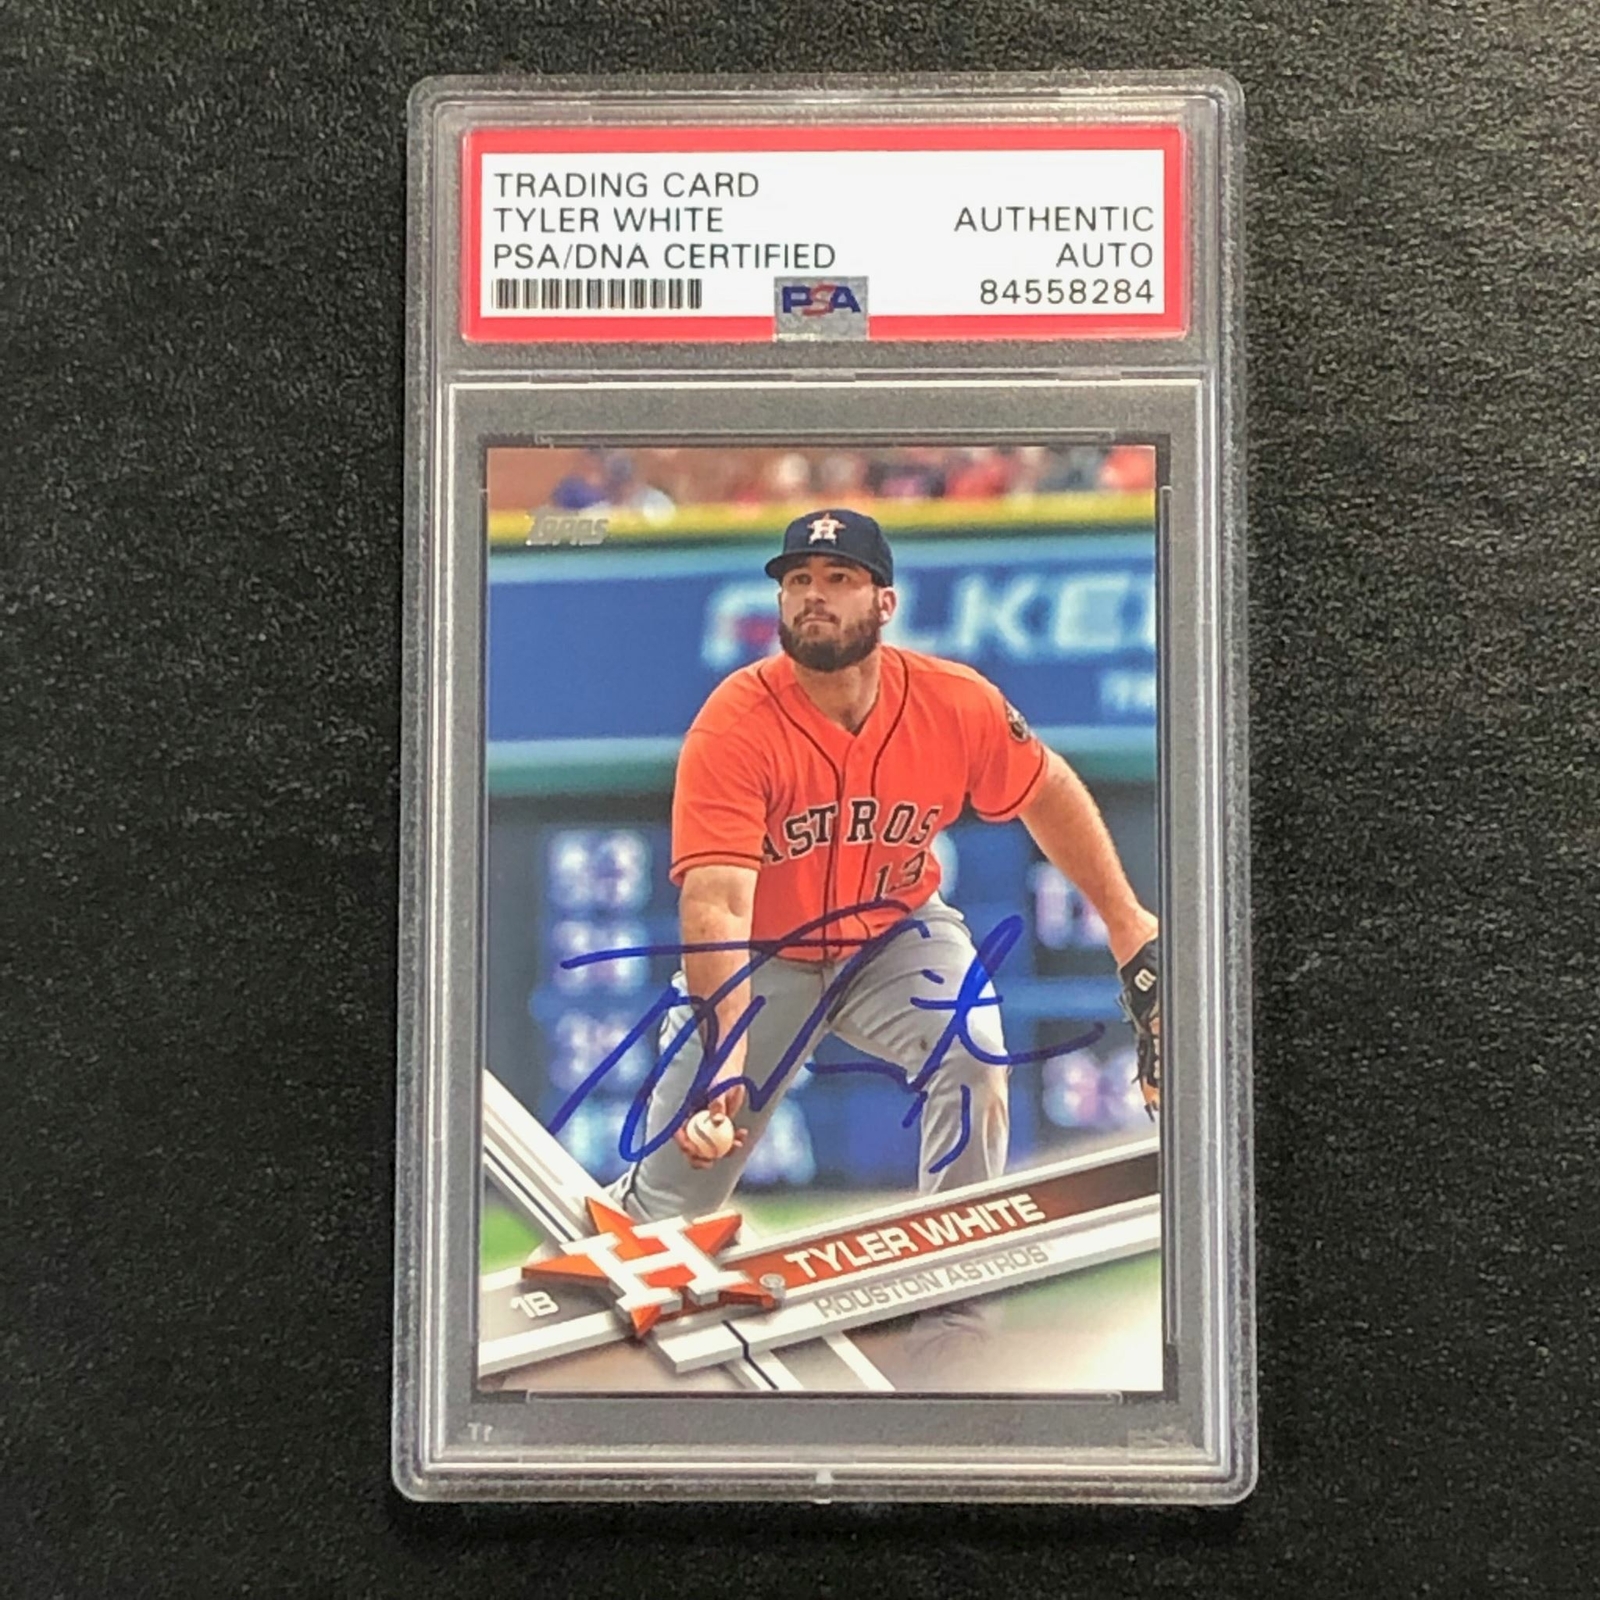 TRADING CARD
TYLER WHITE AUTHENTIC
PSA/DNA CERTIFIED AUTO
PSA 84558284
TOPPS
H
ASTROS
13
H
TYLER WHITE
1B HOUSTON ASTROS